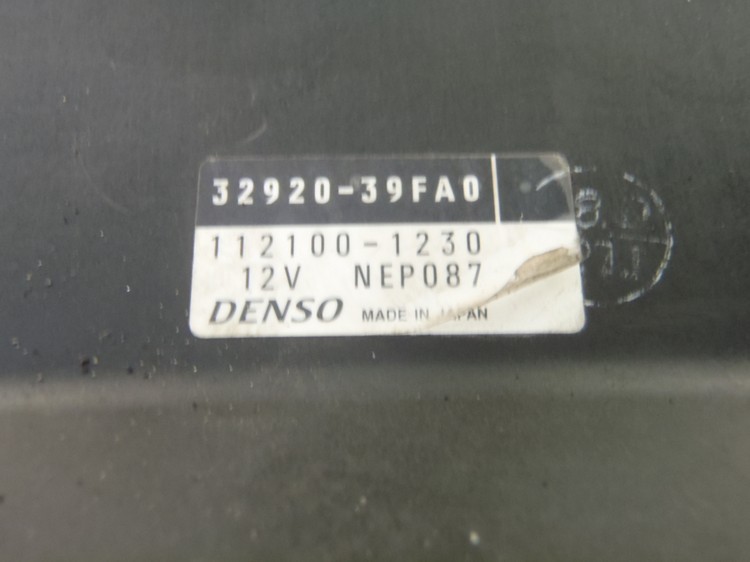 32920-39FA0
112100-1230
12V NEP087
DENSO MADE IN JAPAN